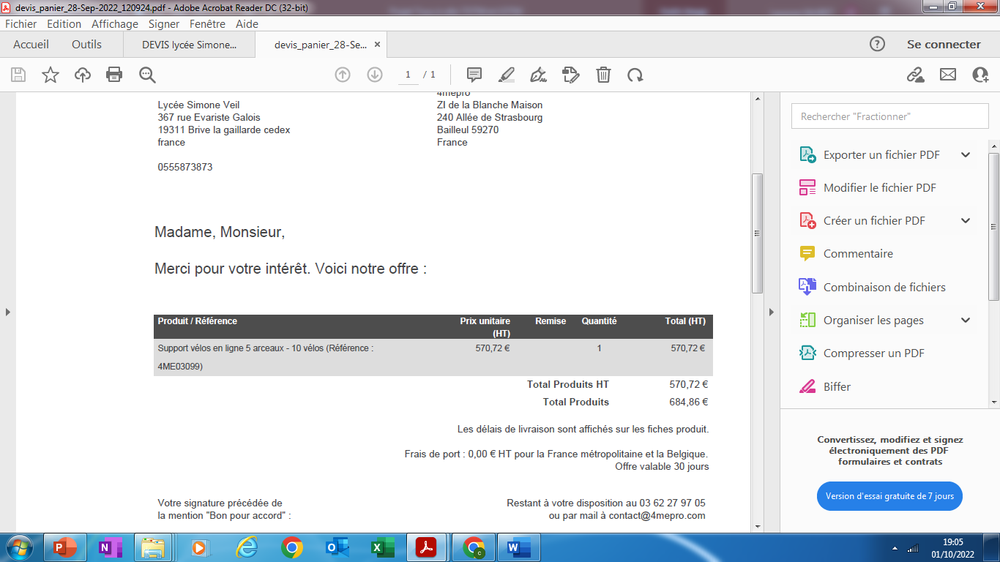 devis_panier_28-Sep-2022_120924.pdf - Adobe Acrobat Reader DC (32-bit)
Fichier Edition Affichage Signer Fenêtre Aide
Accueil Outils DEVIS lycée Simone... devis_panier_28-Se... × ? Se connecter
1 / 1
4mepro
Lycée Simone Veil ZI de la Blanche Maison
367 rue Evariste Galois 240 Allée de Strasbourg
19311 Brive la gaillarde cedex Bailleul 59270
france France
0555873873
Madame, Monsieur,
Merci pour votre intérêt. Voici notre offre :
Produit / Référence Prix unitaire (HT) Remise Quantité Total (HT)
Support vélos en ligne 5 arceaux - 10 vélos (Référence : 570,72 € 1 570,72 €
4ME03099)
Total Produits HT 570,72 €
Total Produits 684,86 €
Les délais de livraison sont affichés sur les fiches produit.
Frais de port : 0,00 € HT pour la France métropolitaine et la Belgique.
Offre valable 30 jours
Votre signature précédée de Restant à votre disposition au 03 62 27 97 05
la mention "Bon pour accord" : ou par mail à contact@4mepro.com
Rechercher "Fractionner"
Exporter un fichier PDF
Modifier le fichier PDF
Créer un fichier PDF
Commentaire
Combinaison de fichiers
Organiser les pages
Compresser un PDF
Biffer
Convertissez, modifiez et signez
électroniquement des PDF
formulaires et contrats
Version d'essai gratuite de 7 jours
19:05
01/10/2022